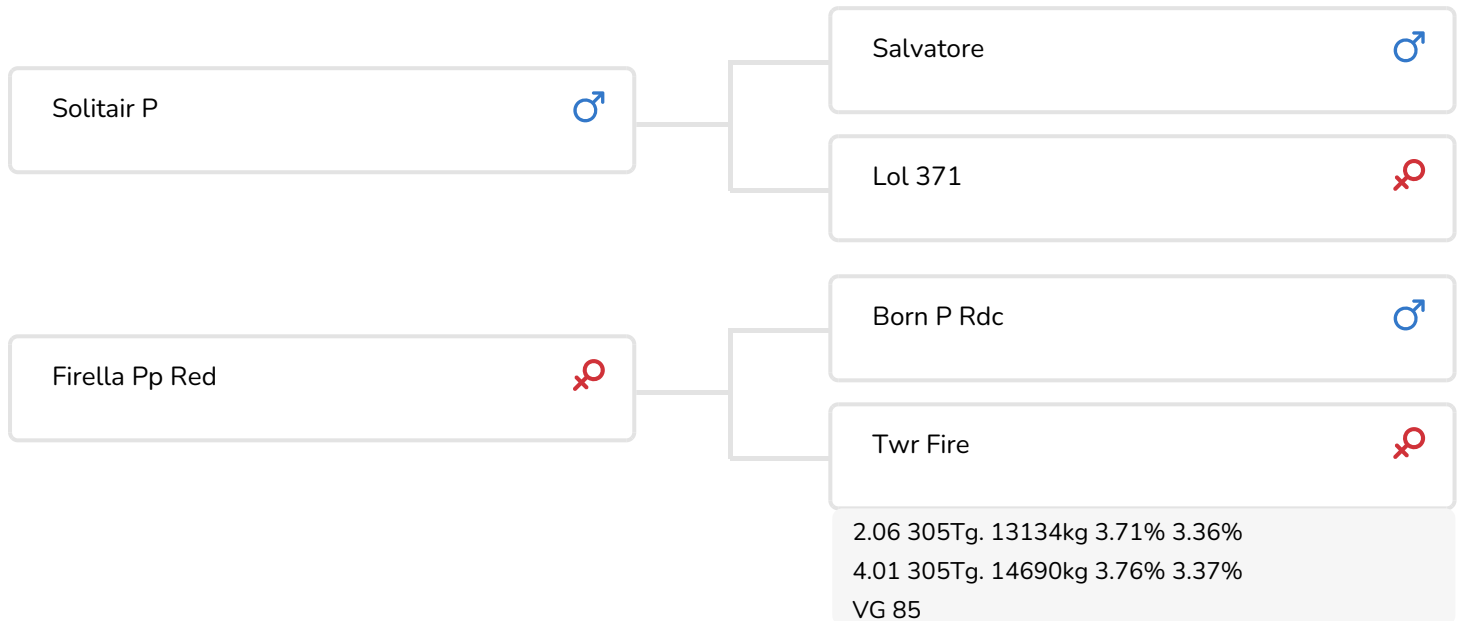 Solitair P
Salvatore
Lol 371
Firella Pp Red
Born P Rdc
Twr Fire
2.06 305Tg. 13134kg 3.71% 3.36%
4.01 305Tg. 14690kg 3.76% 3.37%
VG 85